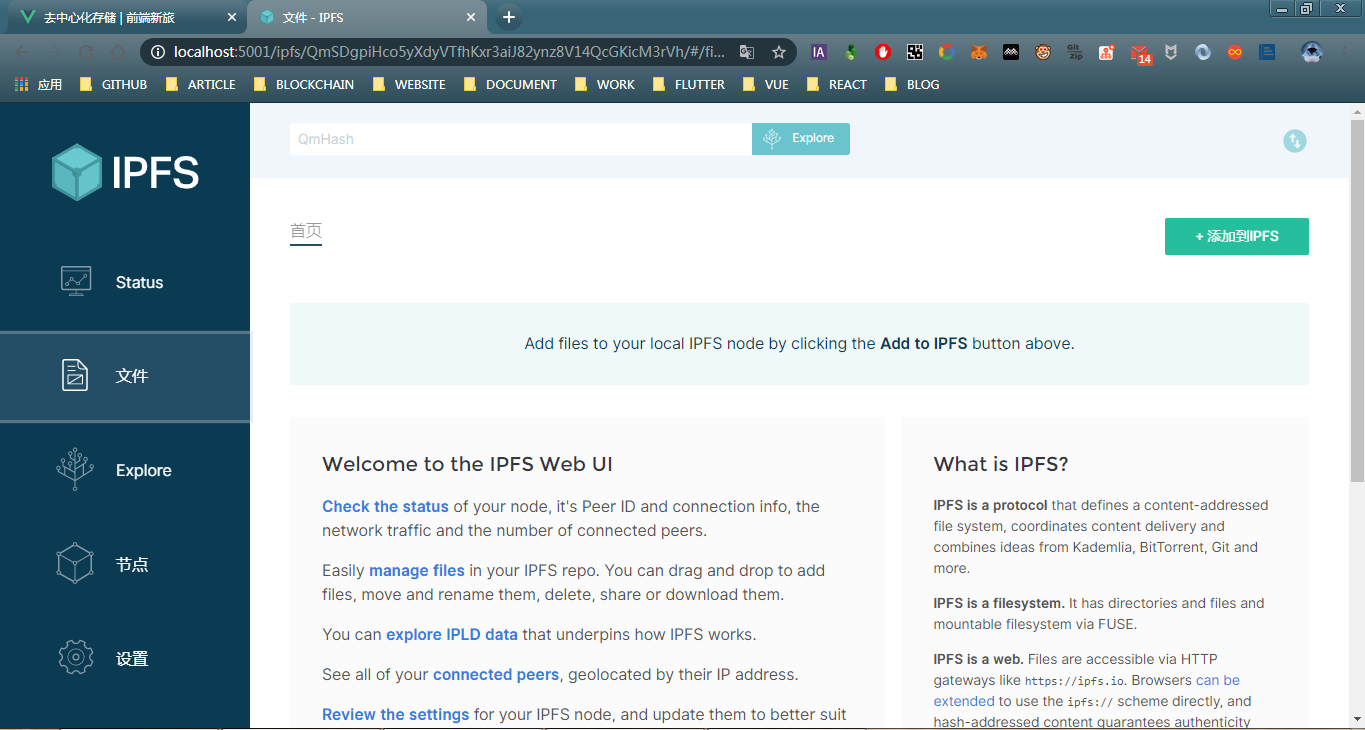 去中心化存储 | 前端新旅
文件 - IPFS
localhost:5001/ipfs/QmSDgpiHco5yXdyVTfhKxr3aiJ82ynz8V14QcGKicM3rVh/#/fi...
IA
Git
zip
14
应用
GITHUB
ARTICLE
BLOCKCHAIN
WEBSITE
DOCUMENT
WORK
FLUTTER
VUE
REACT
BLOG
IPFS
Status
文件
Explore
节点
设置
QmHash
Explore
首页
+ 添加到IPFS
Add files to your local IPFS node by clicking the Add to IPFS button above.
Welcome to the IPFS Web UI
Check the status of your node, it's Peer ID and connection info, the
network traffic and the number of connected peers.
Easily manage files in your IPFS repo. You can drag and drop to add
files, move and rename them, delete, share or download them.
You can explore IPLD data that underpins how IPFS works.
See all of your connected peers, geolocated by their IP address.
Review the settings for your IPFS node, and update them to better suit
What is IPFS?
IPFS is a protocol that defines a content-addressed
file system, coordinates content delivery and
combines ideas from Kademlia, BitTorrent, Git and
more.
IPFS is a filesystem. It has directories and files and
mountable filesystem via FUSE.
IPFS is a web. Files are accessible via HTTP
gateways like https://ipfs.io. Browsers can be
extended to use the ipfs:// scheme directly, and
hash-addressed content guarantees authenticity